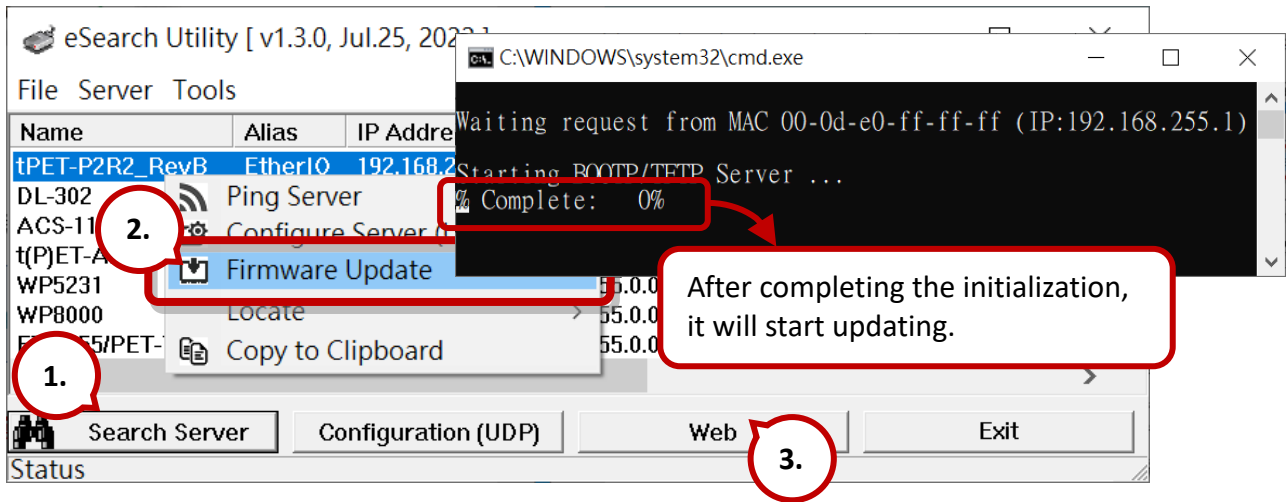 eSearch Utility [ v1.3.0, Jul.25, 202
File Server Tools
Name Alias IP Addre
tPET-P2R2_RevB EtherIO 192.168.2
DL-302
ACS-11
t(P)ET-A
WP5231 55.0.0
WP8000 55.0.0
5/PET- 55.0.0
Ping Server
Configure Server (
Firmware Update
Locate
Copy to Clipboard
C:\WINDOWS\system32\cmd.exe
Waiting request from MAC 00-0d-e0-ff-ff-ff (IP:192.168.255.1)
Starting BOOTP/TFTP Server ...
% Complete: 0%
After completing the initialization,
it will start updating.
1.
2.
3.
Search Server Configuration (UDP) Web Exit
Status